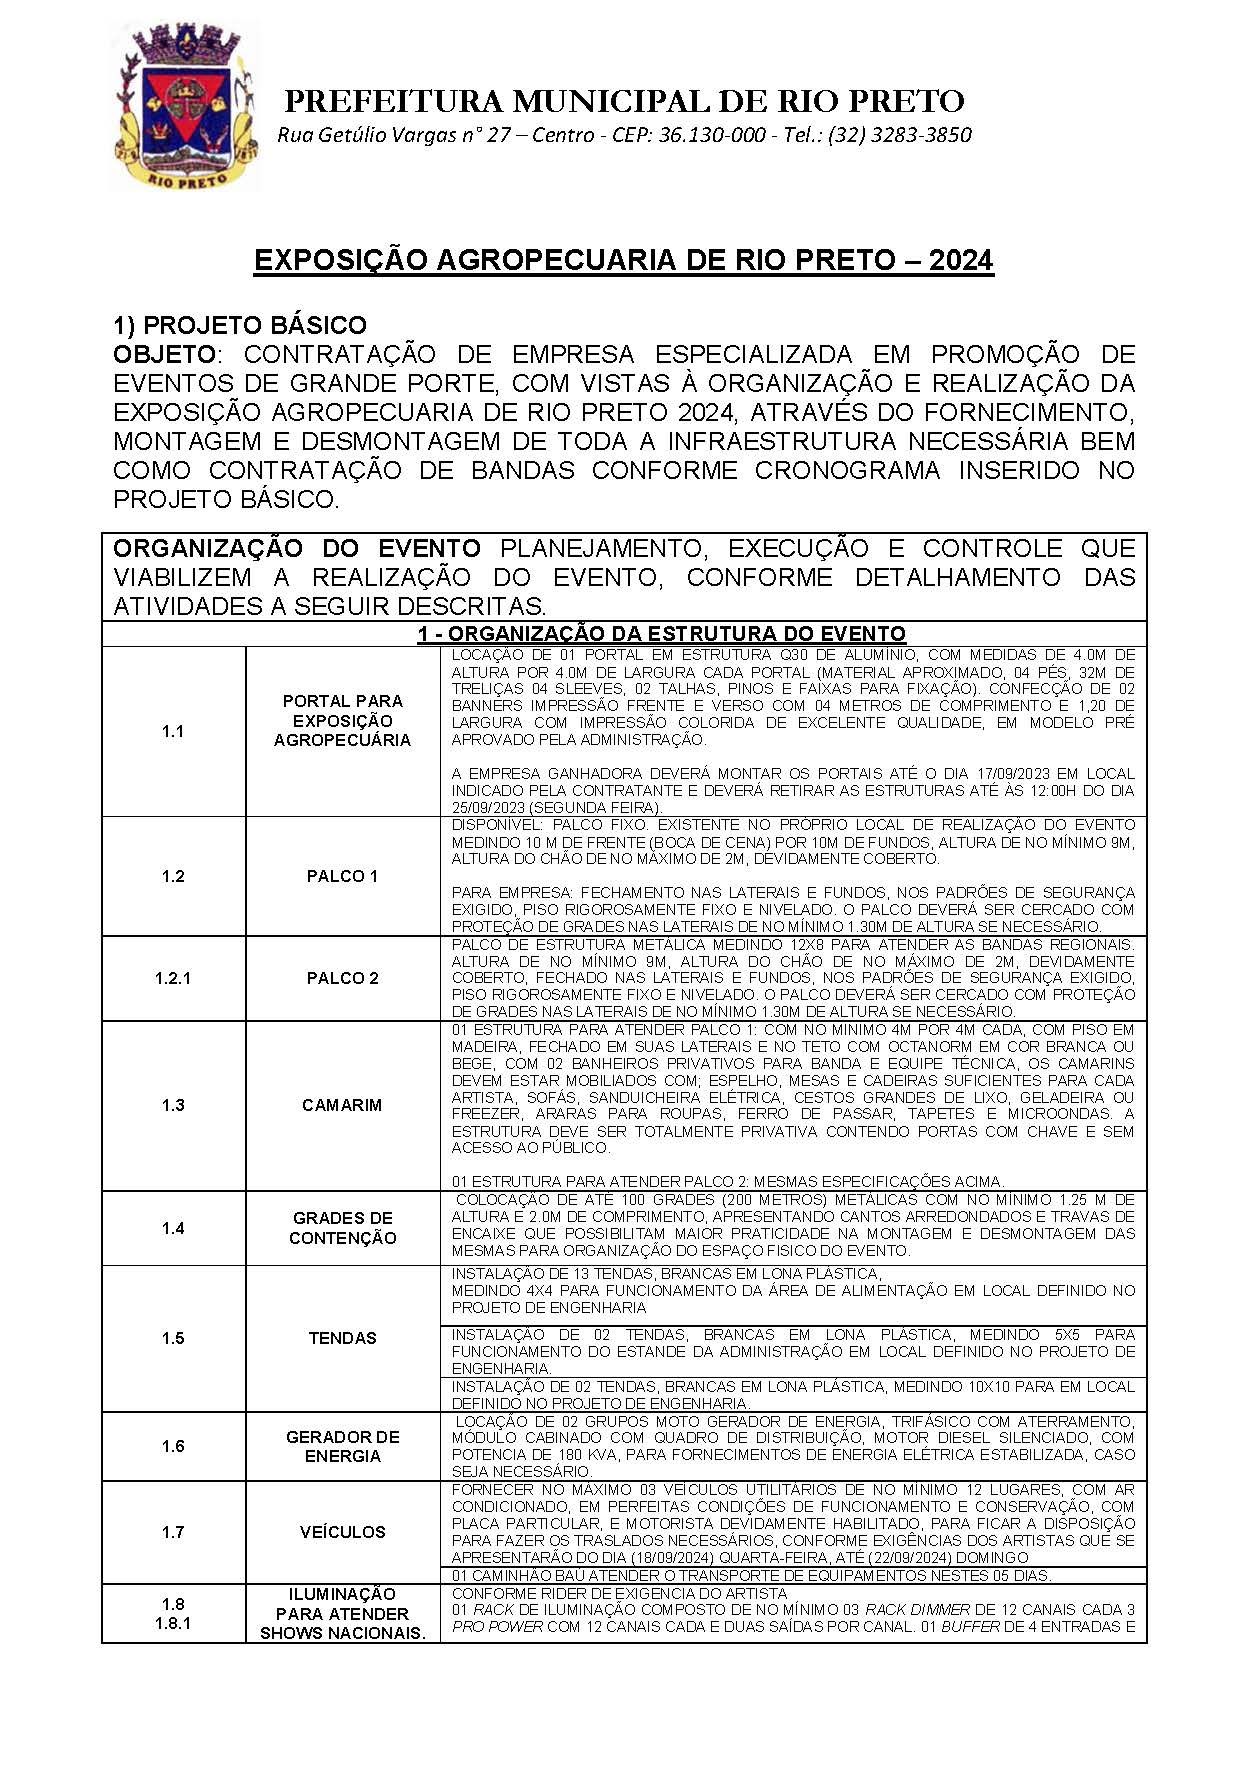 RIO PRETO
PREFEITURA MUNICIPAL DE RIO PRETO
Rua Getúlio Vargas n° 27 – Centro - CEP: 36.130-000 - Tel.: (32) 3283-3850
EXPOSIÇÃO AGROPECUARIA DE RIO PRETO – 2024
1) PROJETO BÁSICO
OBJETO: CONTRATAÇÃO DE EMPRESA ESPECIALIZADA EM PROMOÇÃO DE
EVENTOS DE GRANDE PORTE, COM VISTAS À ORGANIZAÇÃO E REALIZAÇÃO DA
EXPOSIÇÃO AGROPECUARIA DE RIO PRETO 2024, ATRAVÉS DO FORNECIMENTO,
MONTAGEM E DESMONTAGEM DE TODA A INFRAESTRUTURA NECESSÁRIA BEM
COMO CONTRATAÇÃO DE BANDAS CONFORME CRONOGRAMA INSERIDO NO
PROJETO BÁSICO.
ORGANIZAÇÃO DO EVENTO PLANEJAMENTO, EXECUÇÃO E CONTROLE QUE
VIABILIZEM A REALIZAÇÃO DO EVENTO, CONFORME DETALHAMENTO DAS
ATIVIDADES A SEGUIR DESCRITAS.
1 - ORGANIZAÇÃO DA ESTRUTURA DO EVENTO
1.1
PORTAL PARA
EXPOSIÇÃO
AGROPECUÁRIA
LOCAÇÃO DE 01 PORTAL EM ESTRUTURA Q30 DE ALUMÍNIO, COM MEDIDAS DE 4.0M DE
ALTURA POR 4.0M DE LARGURA CADA PORTAL (MATERIAL APROXIMADO, 04 PÉS, 32M DE
TRELIÇAS 04 SLEEVES, 02 TALHAS, PINOS E FAIXAS PARA FIXAÇÃO). CONFECÇÃO DE 02
BANNERS IMPRESSÃO FRENTE E VERSO COM 04 METROS DE COMPRIMENTO E 1,20 DE
LARGURA COM IMPRESSÃO COLORIDA DE EXCELENTE QUALIDADE, EM MODELO PRÉ
APROVADO PELA ADMINISTRAÇÃO.
A EMPRESA GANHADORA DEVERÁ MONTAR OS PORTAIS ATÉ O DIA 17/09/2023 EM LOCAL
INDICADO PELA CONTRATANTE E DEVERÁ RETIRAR AS ESTRUTURAS ATÉ ÀS 12:00H DO DIA
25/09/2023 (SEGUNDA FEIRA).
1.2
PALCO 1
DISPONÍVEL: PALCO FIXO. EXISTENTE NO PRÓPRIO LOCAL DE REALIZAÇÃO DO EVENTO
MEDINDO 10 M DE FRENTE (BOCA DE CENA) POR 10M DE FUNDOS, ALTURA DE NO MÍNIMO 9M,
ALTURA DO CHÃO DE NO MÁXIMO DE 2M, DEVIDAMENTE COBERTO.
PARA EMPRESA: FECHAMENTO NAS LATERAIS E FUNDOS, NOS PADRÕES DE SEGURANÇA
EXIGIDO, PISO RIGOROSAMENTE FIXO E NIVELADO. O PALCO DEVERÁ SER CERCADO COM
PROTEÇÃO DE GRADES NAS LATERAIS DE NO MÍNIMO 1.30M DE ALTURA SE NECESSÁRIO.
1.2.1
PALCO 2
PALCO DE ESTRUTURA METÁLICA MEDINDO 12X8 PARA ATENDER AS BANDAS REGIONAIS.
ALTURA DE NO MÍNIMO 9M, ALTURA DO CHÃO DE NO MÁXIMO DE 2M, DEVIDAMENTE
COBERTO, FECHADO NAS LATERAIS E FUNDOS, NOS PADRÕES DE SEGURANÇA EXIGIDO,
PISO RIGOROSAMENTE FIXO E NIVELADO. O PALCO DEVERÁ SER CERCADO COM PROTEÇÃO
DE GRADES NAS LATERAIS DE NO MÍNIMO 1.30M DE ALTURA SE NECESSÁRIO.
1.3
CAMARIM
01 ESTRUTURA PARA ATENDER PALCO 1: COM NO MINIMO 4M POR 4M CADA, COM PISO EM
MADEIRA, FECHADO EM SUAS LATERAIS E NO TETO COM OCTANORM EM COR BRANCA OU
BEGE, COM 02 BANHEIROS PRIVATIVOS PARA BANDA E EQUIPE TÉCNICA, OS CAMARINS
DEVEM ESTAR MOBILIADOS COM; ESPELHO, MESAS E CADEIRAS SUFICIENTES PARA CADA
ARTISTA, SOFÁS, SANDUICHEIRA ELÉTRICA, CESTOS GRANDES DE LIXO, GELADEIRA OU
FREEZER, ARARAS PARA ROUPAS, FERRO DE PASSAR, TAPETES E MICROONDAS. A
ESTRUTURA DEVE SER TOTALMENTE PRIVATIVA CONTENDO PORTAS COM CHAVE E SEM
ACESSO AO PÚBLICO.
01 ESTRUTURA PARA ATENDER PALCO 2: MESMAS ESPECIFICAÇÕES ACIMA.
1.4
GRADES DE
CONTENÇÃO
COLOCAÇÃO DE ATÉ 100 GRADES (200 METROS) METÁLICAS COM NO MÍNIMO 1.25 M DE
ALTURA E 2.0M DE COMPRIMENTO, APRESENTANDO CANTOS ARREDONDADOS E TRAVAS DE
ENCAIXE QUE POSSIBILITAM MAIOR PRATICIDADE NA MONTAGEM E DESMONTAGEM DAS
MESMAS PARA ORGANIZAÇÃO DO ESPAÇO FISICO DO EVENTO.
1.5
TENDAS
INSTALAÇÃO DE 13 TENDAS, BRANCAS EM LONA PLÁSTICA,
MEDINDO 4X4 PARA FUNCIONAMENTO DA ÁREA DE ALIMENTAÇÃO EM LOCAL DEFINIDO NO
PROJETO DE ENGENHARIA
INSTALAÇÃO DE 02 TENDAS, BRANCAS EM LONA PLÁSTICA, MEDINDO 5X5 PARA
FUNCIONAMENTO DO ESTANDE DA ADMINISTRAÇÃO EM LOCAL DEFINIDO NO PROJETO DE
ENGENHARIA.
INSTALAÇÃO DE 02 TENDAS, BRANCAS EM LONA PLÁSTICA, MEDINDO 10X10 PARA EM LOCAL
DEFINIDO NO PROJETO DE ENGENHARIA.
1.6
GERADOR DE
ENERGIA
LOCAÇÃO DE 02 GRUPOS MOTO GERADOR DE ENERGIA, TRIFÁSICO COM ATERRAMENTO,
MÓDULO CABINADO COM QUADRO DE DISTRIBUIÇÃO, MOTOR DIESEL SILENCIADO, COM
POTENCIA DE 180 KVA, PARA FORNECIMENTOS DE ENERGIA ELÉTRICA ESTABILIZADA, CASO
SEJA NECESSÁRIO.
1.7
VEÍCULOS
FORNECER NO MÁXIMO 03 VEÍCULOS UTILITÁRIOS DE NO MÍNIMO 12 LUGARES, COM AR
CONDICIONADO, EM PERFEITAS CONDIÇÕES DE FUNCIONAMENTO E CONSERVAÇÃO, COM
PLACA PARTICULAR, E MOTORISTA DEVIDAMENTE HABILITADO, PARA FICAR A DISPOSIÇÃO
PARA FAZER OS TRASLADOS NECESSÁRIOS, CONFORME EXIGÊNCIAS DOS ARTISTAS QUE SE
APRESENTARÃO DO DIA (18/09/2024) QUARTA-FEIRA, ATÉ (22/09/2024) DOMINGO
01 CAMINHÃO BAÚ ATENDER O TRANSPORTE DE EQUIPAMENTOS NESTES 05 DIAS.
1.8
1.8.1
ILUMINAÇÃO
PARA ATENDER
SHOWS NACIONAIS.
CONFORME RIDER DE EXIGENCIA DO ARTISTA
01 RACK DE ILUMINAÇÃO COMPOSTO DE NO MÍNIMO 03 RACK DIMMER DE 12 CANAIS CADA 3
PRO POWER COM 12 CANAIS CADA E DUAS SAÍDAS POR CANAL. 01 BUFFER DE 4 ENTRADAS E